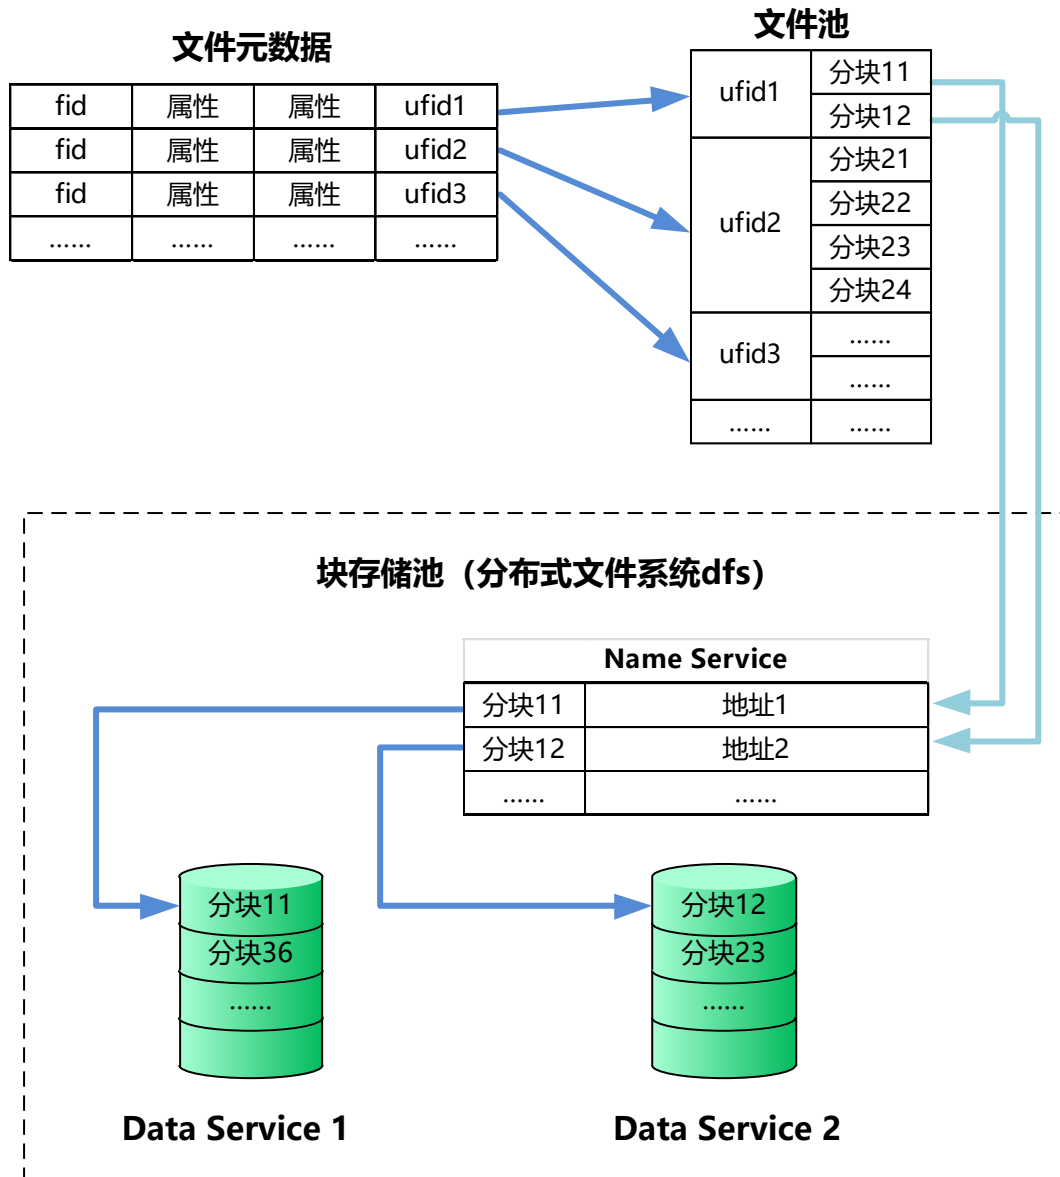 文件元数据
fid 属性 属性 ufid1
fid 属性 属性 ufid2
fid 属性 属性 ufid3
…… …… …… ……
文件池
ufid1 分块11
分块12
ufid2 分块21
分块22
分块23
分块24
ufid3 ……
……
…… ……
块存储池（分布式文件系统dfs）
Name Service
分块11 地址1
分块12 地址2
…… ……
分块11
分块36
……
Data Service 1
分块12
分块23
……
Data Service 2